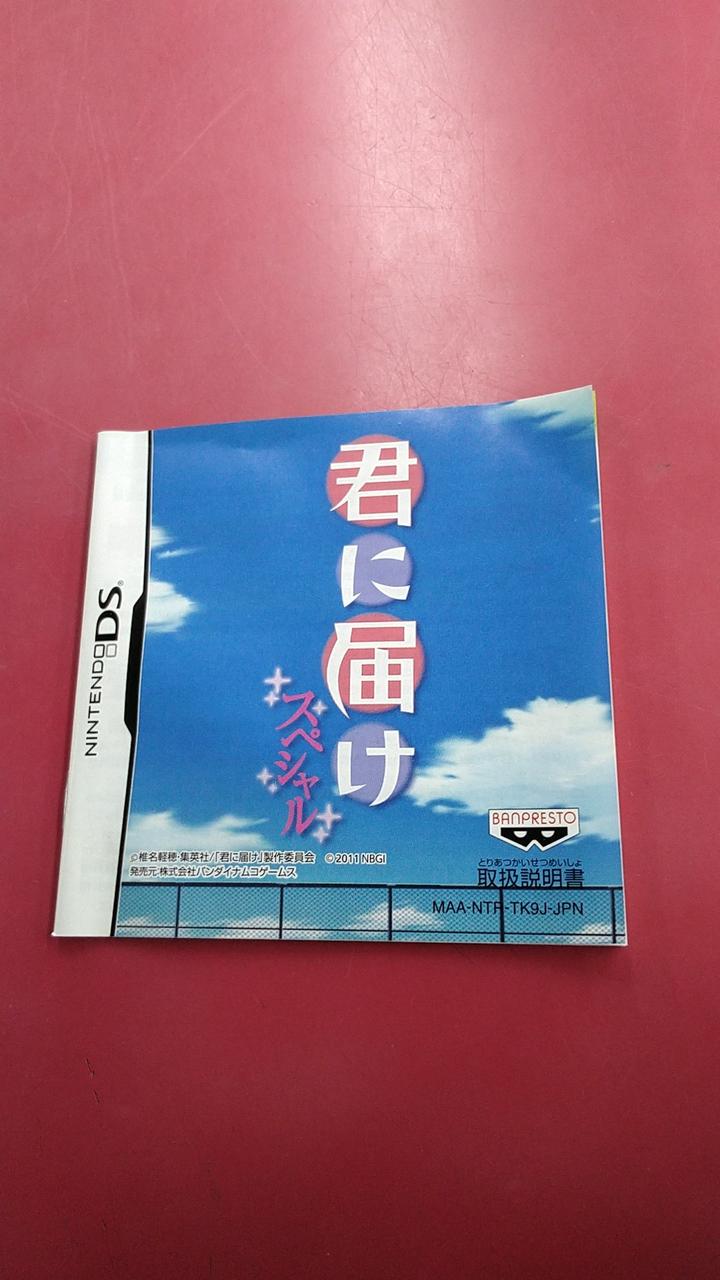 NINTENDO DS®
君に届け
スペシャル
BANPRESTO
©椎名軽穂・集英社/「君に届け」製作委員会 ©2011 NBGI
発売元:株式会社バンダイナムコゲームス
とりあつかいせつめいしょ
取扱説明書
MAA-NTR-TK9J-JPN